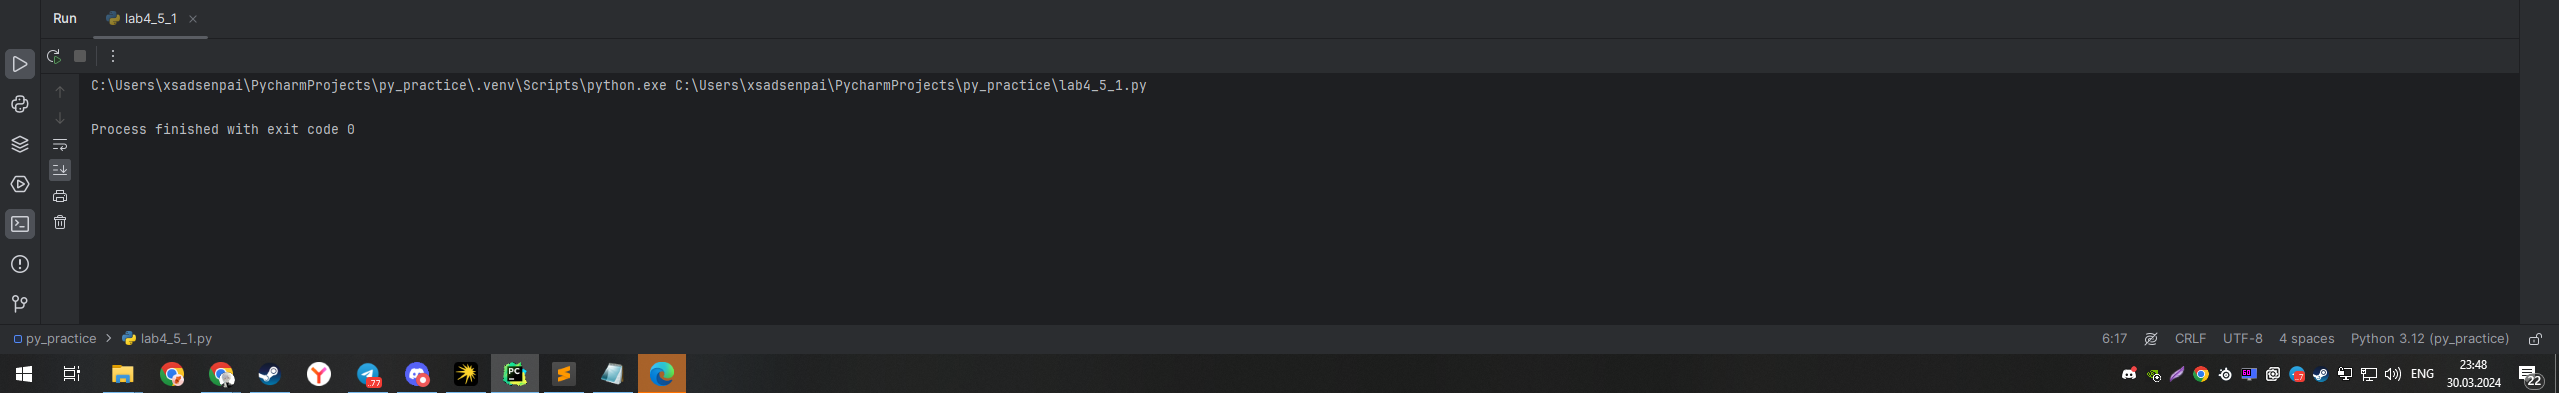 Run lab4_5_1
C:\Users\xsadsenpai\PycharmProjects\py_practice\.venv\Scripts\python.exe C:\Users\xsadsenpai\PycharmProjects\py_practice\lab4_5_1.py
Process finished with exit code 0
py_practice lab4_5_1.py 6:17 CRLF UTF-8 4 spaces Python 3.12 (py_practice)
77 PC ENG 23:48
30.03.2024 22